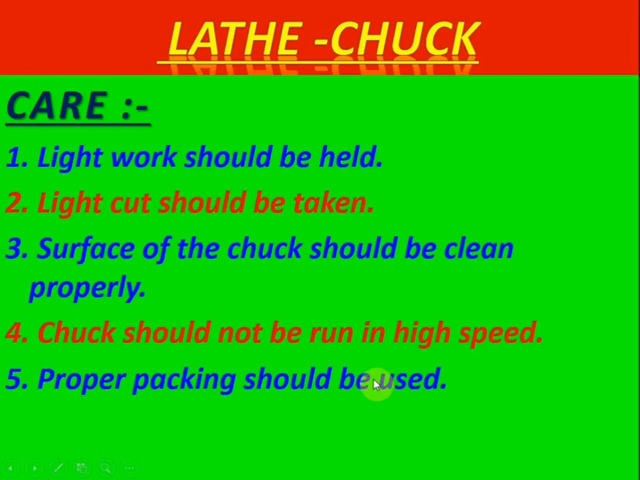 LATHE -CHUCK
CARE :-
1. Light work should be held.
2. Light cut should be taken.
3. Surface of the chuck should be clean
properly.
4. Chuck should not be run in high speed.
5. Proper packing should be used.